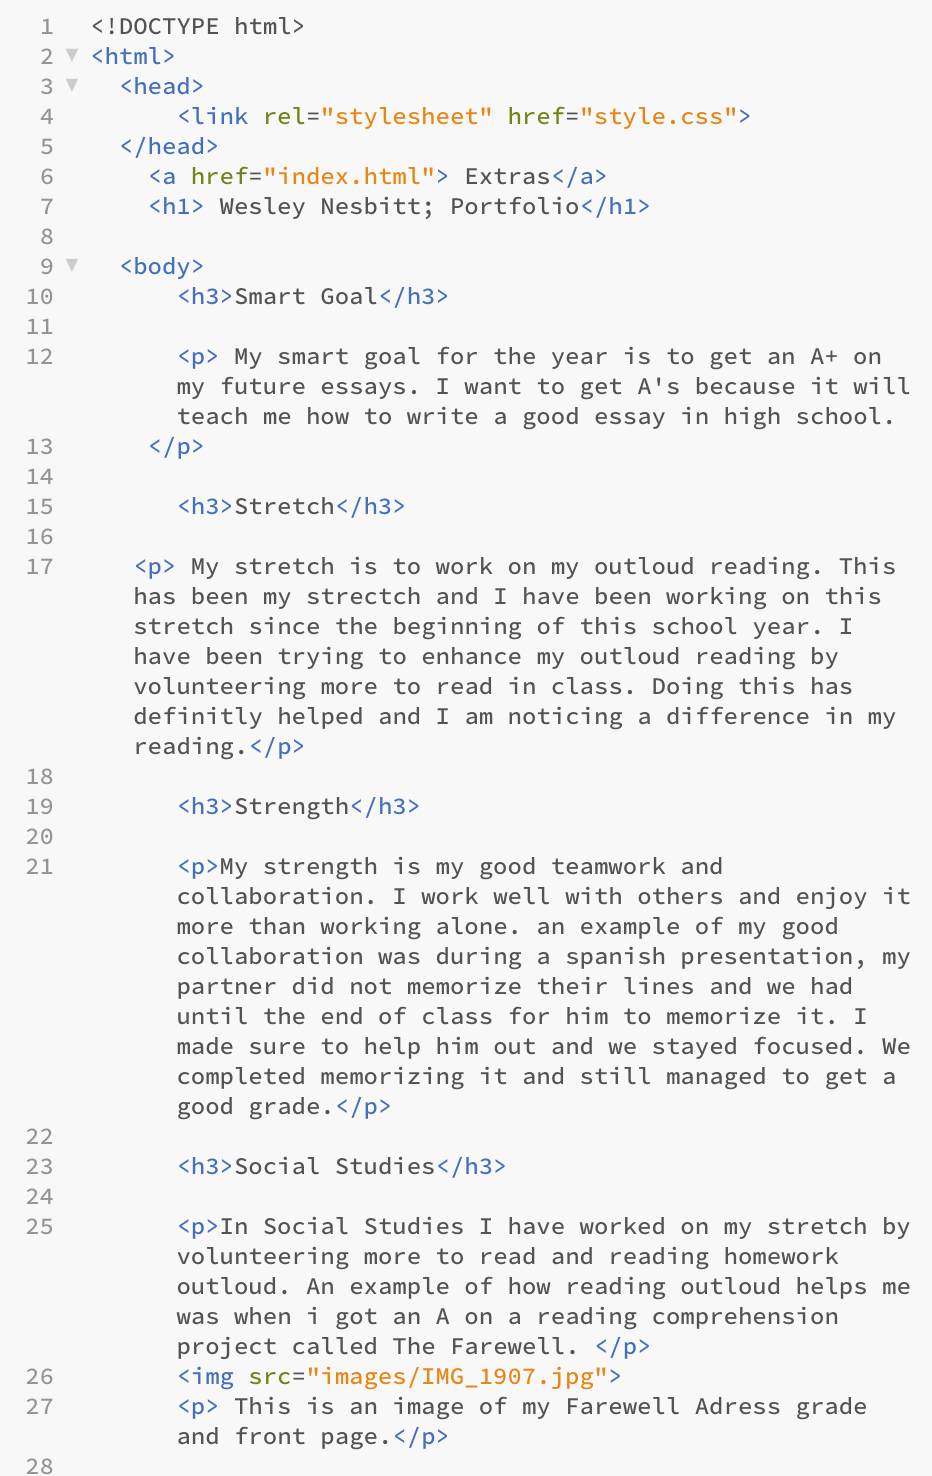 1 <!DOCTYPE html>
2 ▼ <html>
3 ▼ <head>
4 <link rel="stylesheet" href="style.css">
5 </head>
6 <a href="index.html"> Extras</a>
7 <h1> Wesley Nesbitt; Portfolio</h1>
8
9 ▼ <body>
10 <h3>Smart Goal</h3>
11
12 <p> My smart goal for the year is to get an A+ on
my future essays. I want to get A's because it will
teach me how to write a good essay in high school.
13 </p>
14
15 <h3>Stretch</h3>
16
17 <p> My stretch is to work on my outloud reading. This
has been my strectch and I have been working on this
stretch since the beginning of this school year. I
have been trying to enhance my outloud reading by
volunteering more to read in class. Doing this has
definitly helped and I am noticing a difference in my
reading.</p>
18
19 <h3>Strength</h3>
20
21 <p>My strength is my good teamwork and
collaboration. I work well with others and enjoy it
more than working alone. an example of my good
collaboration was during a spanish presentation, my
partner did not memorize their lines and we had
until the end of class for him to memorize it. I
made sure to help him out and we stayed focused. We
completed memorizing it and still managed to get a
good grade.</p>
22
23 <h3>Social Studies</h3>
24
25 <p>In Social Studies I have worked on my stretch by
volunteering more to read and reading homework
outloud. An example of how reading outloud helps me
was when i got an A on a reading comprehension
project called The Farewell. </p>
26 <img src="images/IMG_1907.jpg">
27 <p> This is an image of my Farewell Adress grade
and front page.</p>
28